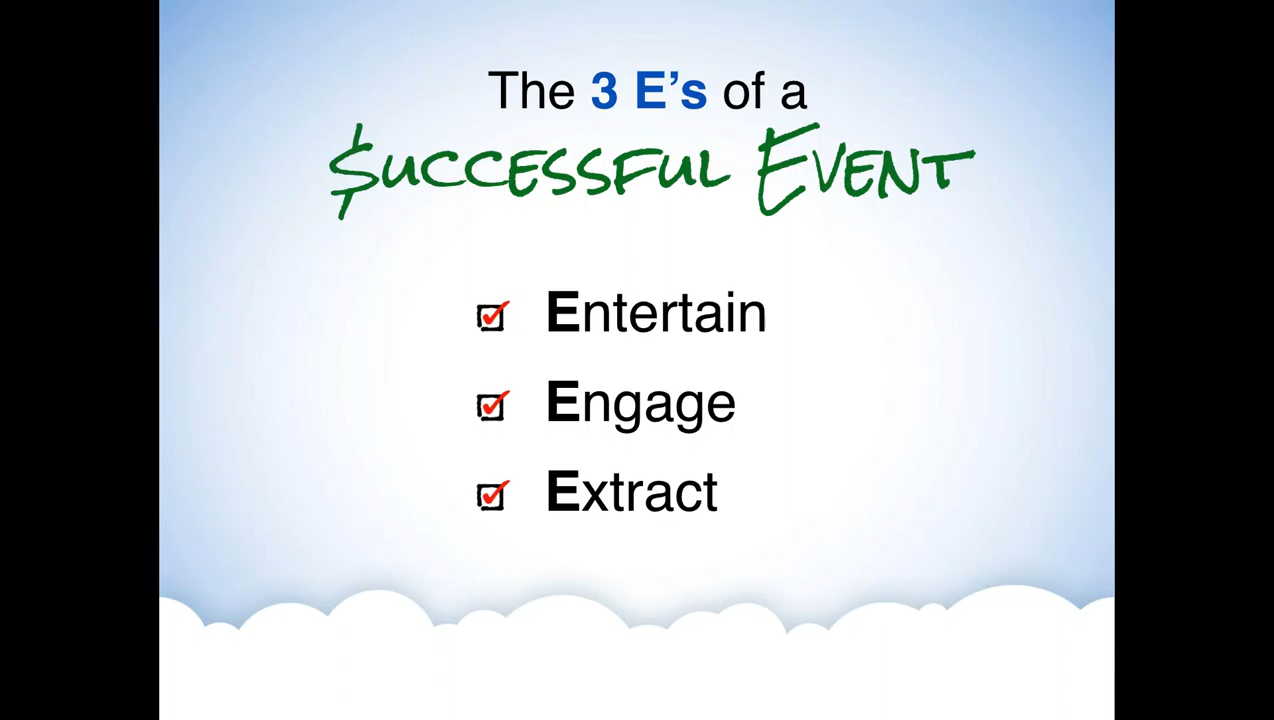 The 3 E’s of a
$uccessful Event
Entertain
Engage
Extract